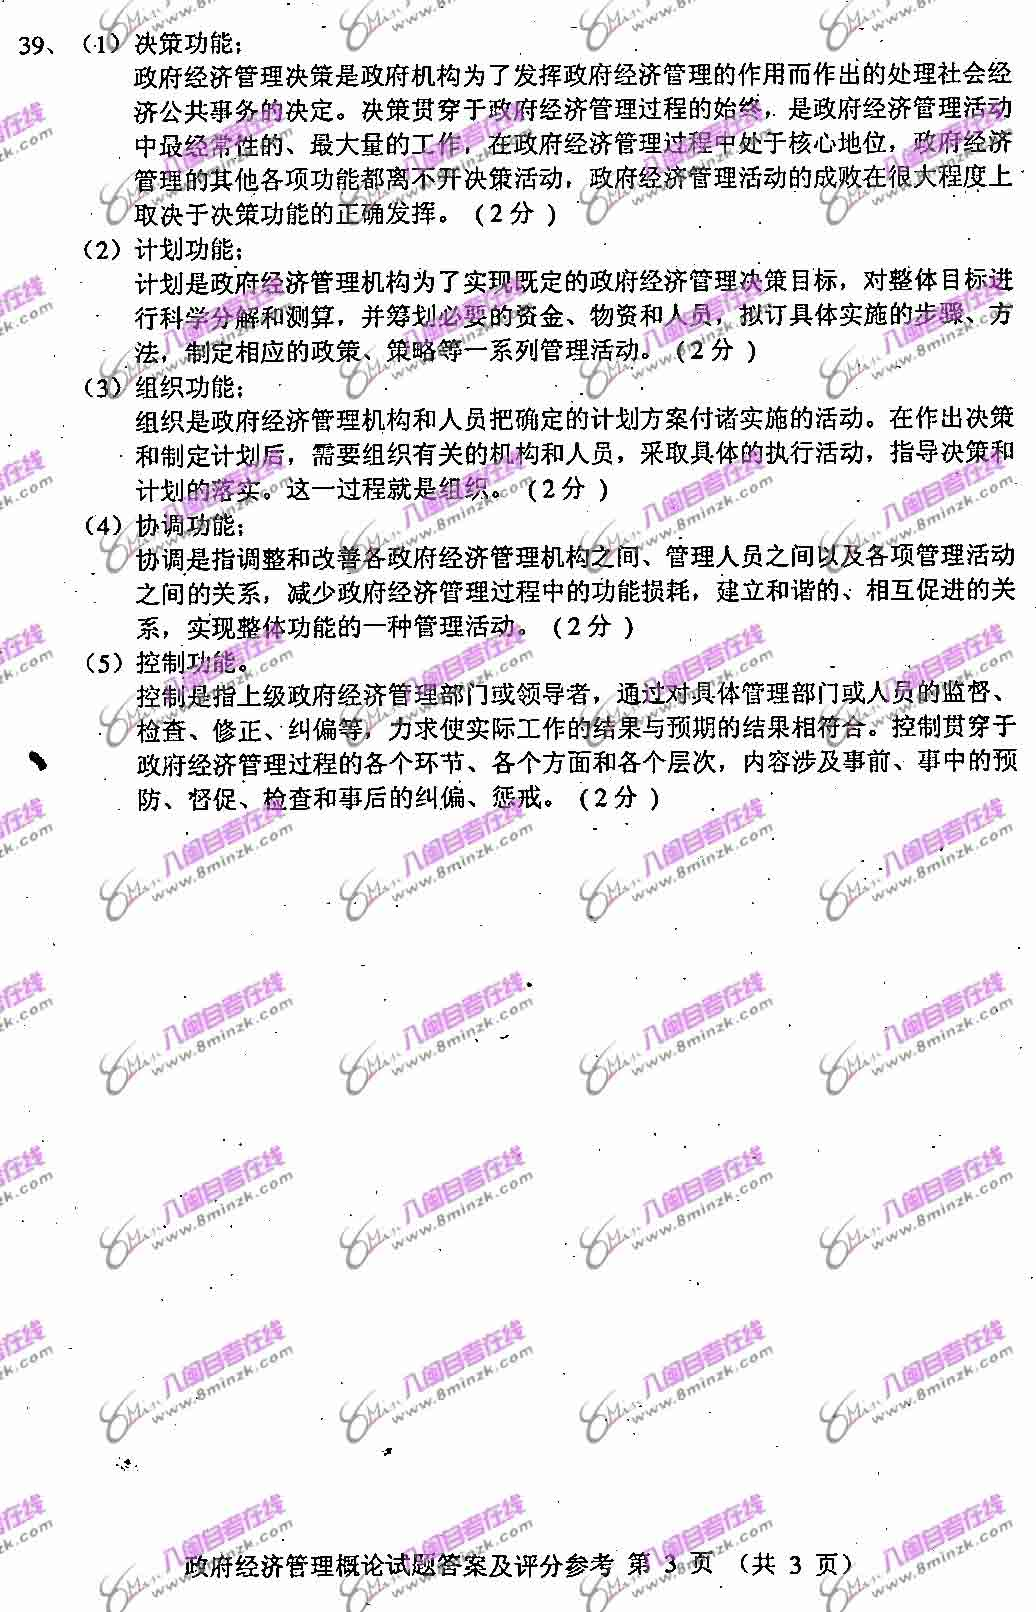 39、(1) 决策功能;
政府经济管理决策是政府机构为了发挥政府经济管理的作用而作出的处理社会经
济公共事务的决定。决策贯穿于政府经济管理过程的始终，是政府经济管理活动
中最经常性的、最大量的工作，在政府经济管理过程中处于核心地位，政府经济
管理的其他各项功能都离不开决策活动，政府经济管理活动的成败在很大程度上
取决于决策功能的正确发挥。(2分)
(2) 计划功能;
计划是政府经济管理机构为了实现既定的政府经济管理决策目标，对整体目标进
行科学分解和测算，并筹划必要的资金、物资和人员，拟订具体实施的步骤、方
法，制定相应的政策、策略等一系列管理活动。(2分)
(3) 组织功能;
组织是政府经济管理机构和人员把确定的计划方案付诸实施的活动。在作出决策
和制定计划后，需要组织有关的机构和人员，采取具体的执行活动，指导决策和
计划的落实。这一过程就是组织。(2分)
(4) 协调功能;
协调是指调整和改善各政府经济管理机构之间、管理人员之间以及各项管理活动
之间的关系，减少政府经济管理过程中的功能损耗，建立和谐的、相互促进的关
系，实现整体功能的一种管理活动。(2分)
(5) 控制功能。
控制是指上级政府经济管理部门或领导者，通过对具体管理部门或人员的监督、
检查、修正、纠偏等，力求使实际工作的结果与预期的结果相符合。控制贯穿于
政府经济管理过程的各个环节、各个方面和各个层次，内容涉及事前、事中的预
防、督促、检查和事后的纠偏、惩戒。(2分)
八闽自考在线
www.8minzk.com
政府经济管理概论试题答案及评分参考 第 3 页 (共 3 页)